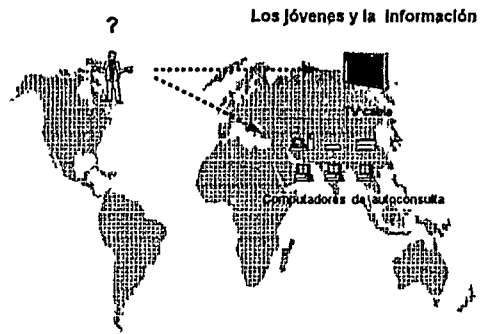 Los jóvenes y la información
?
TV cable
Computadores de autoconsulta